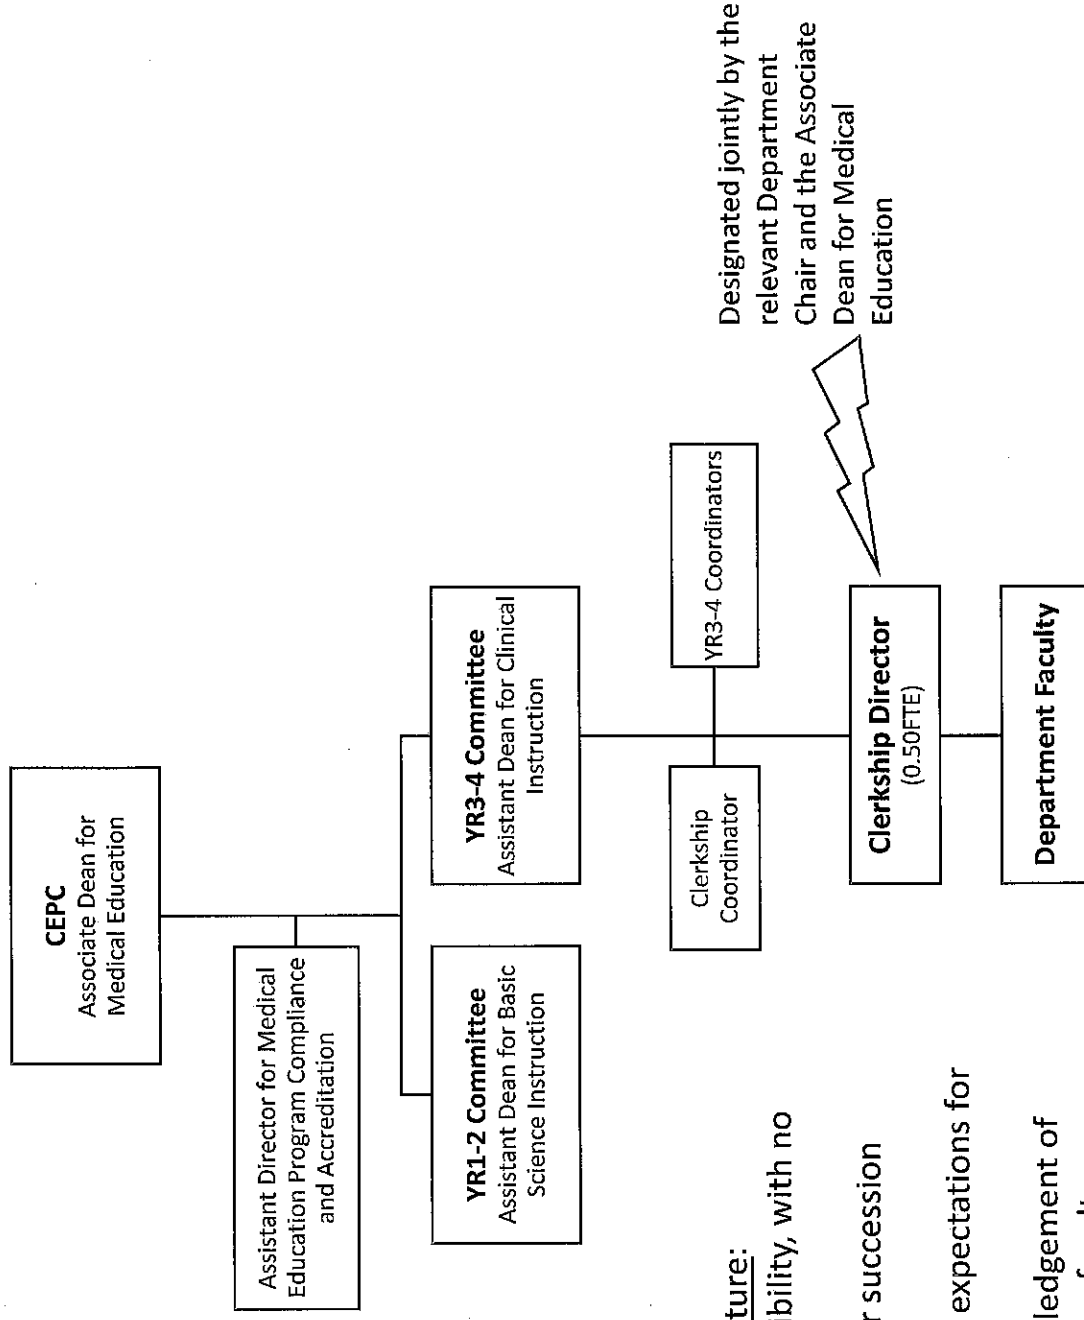 CEPC
Associate Dean for
Medical Education
Assistant Director for Medical
Education Program Compliance
and Accreditation
YR1-2 Committee
Assistant Dean for Basic
Science Instruction
YR3-4 Committee
Assistant Dean for Clinical
Instruction
Clerkship
Coordinator
YR3-4 Coordinators
Clerkship Director
(0.50FTE)
Designated jointly by the
relevant Department
Chair and the Associate
Dean for Medical
Education
Department Faculty
ture:
ibility, with no
r succession
expectations for
ledgement of